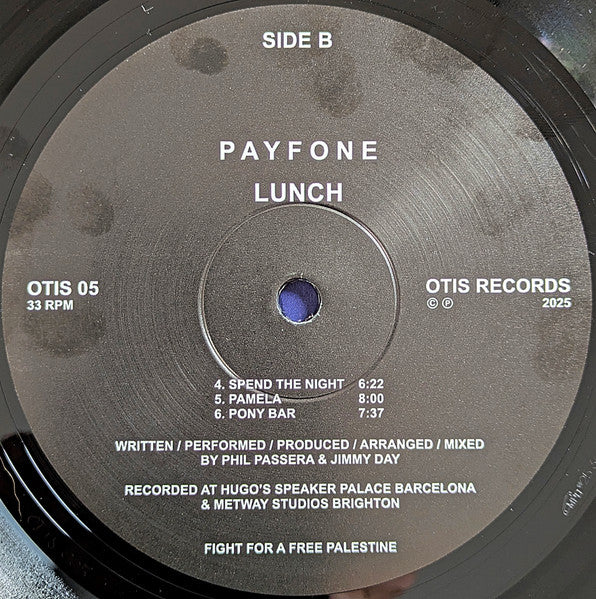 SIDE B
PAYFONE
LUNCH
OTIS 05
33 RPM
OTIS RECORDS
© ℗ 2025
4. SPEND THE NIGHT 6:22
5. PAMELA 8:00
6. PONY BAR 7:37
WRITTEN / PERFORMED / PRODUCED / ARRANGED / MIXED
BY PHIL PASSERA & JIMMY DAY
RECORDED AT HUGO'S SPEAKER PALACE BARCELONA
& METWAY STUDIOS BRIGHTON
FIGHT FOR A FREE PALESTINE